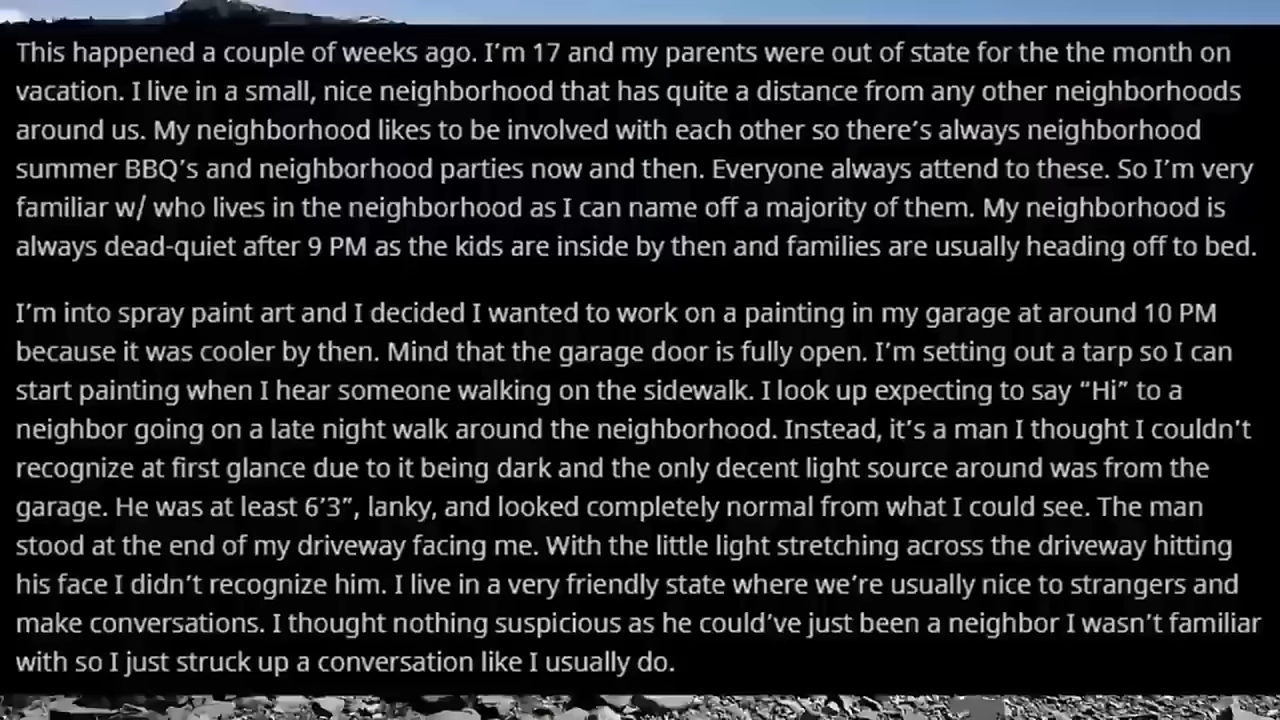 This happened a couple of weeks ago. I’m 17 and my parents were out of state for the the month on
vacation. I live in a small, nice neighborhood that has quite a distance from any other neighborhoods
around us. My neighborhood likes to be involved with each other so there’s always neighborhood
summer BBQ’s and neighborhood parties now and then. Everyone always attend to these. So I’m very
familiar w/ who lives in the neighborhood as I can name off a majority of them. My neighborhood is
always dead-quiet after 9 PM as the kids are inside by then and families are usually heading off to bed.
I’m into spray paint art and I decided I wanted to work on a painting in my garage at around 10 PM
because it was cooler by then. Mind that the garage door is fully open. I’m setting out a tarp so I can
start painting when I hear someone walking on the sidewalk. I look up expecting to say “Hi” to a
neighbor going on a late night walk around the neighborhood. Instead, it’s a man I thought I couldn’t
recognize at first glance due to it being dark and the only decent light source around was from the
garage. He was at least 6’3”, lanky, and looked completely normal from what I could see. The man
stood at the end of my driveway facing me. With the little light stretching across the driveway hitting
his face I didn’t recognize him. I live in a very friendly state where we’re usually nice to strangers and
make conversations. I thought nothing suspicious as he could’ve just been a neighbor I wasn’t familiar
with so I just struck up a conversation like I usually do.